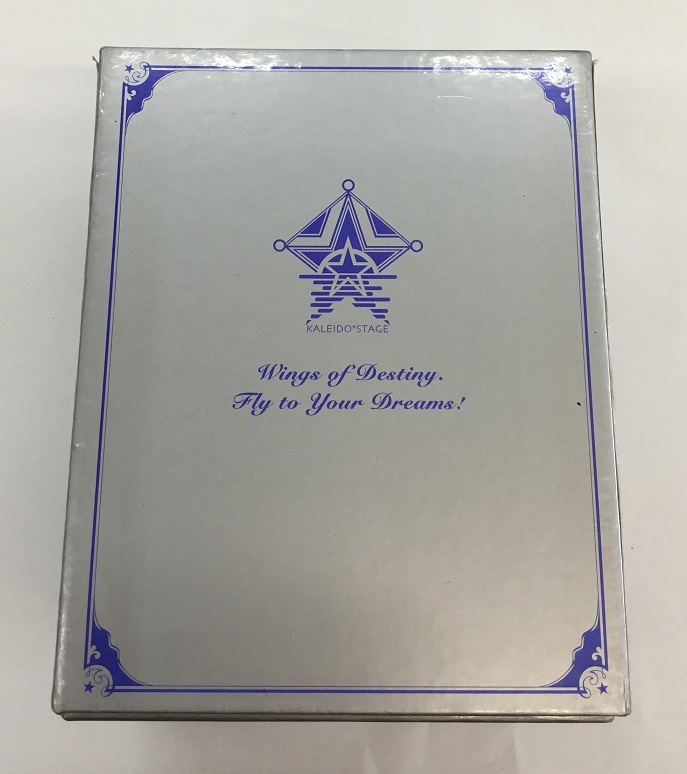 KALEIDO*STAGE
Wings of Destiny.
Fly to Your Dreams!